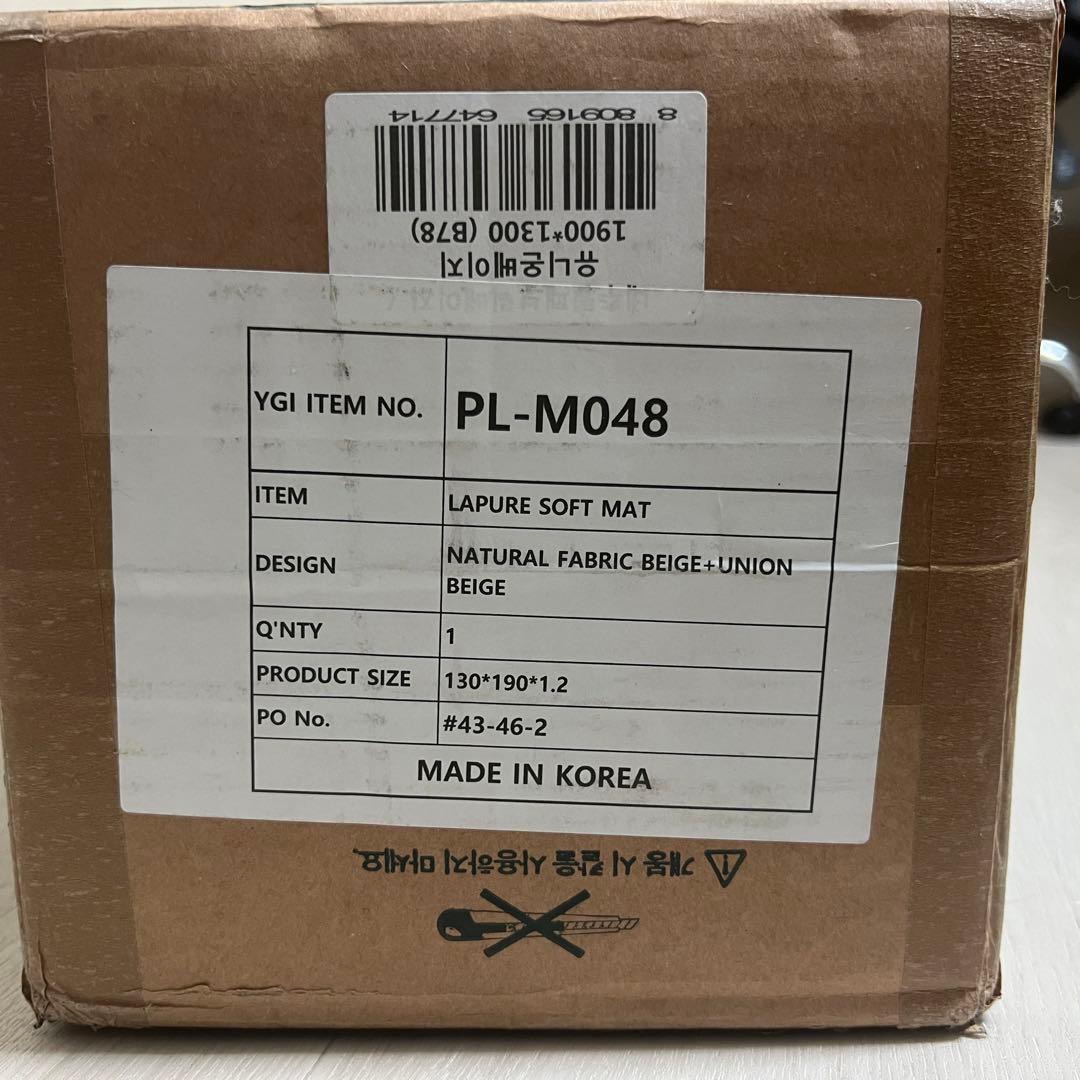 8 809165 647714
1900*1300 (B78)
유니온베이지
YGI ITEM NO. PL-M048
ITEM LAPURE SOFT MAT
DESIGN NATURAL FABRIC BEIGE+UNION
BEIGE
Q'NTY 1
PRODUCT SIZE 130*190*1.2
PO No. #43-46-2
MADE IN KOREA
개봉 시 칼을 사용하지 마세요.